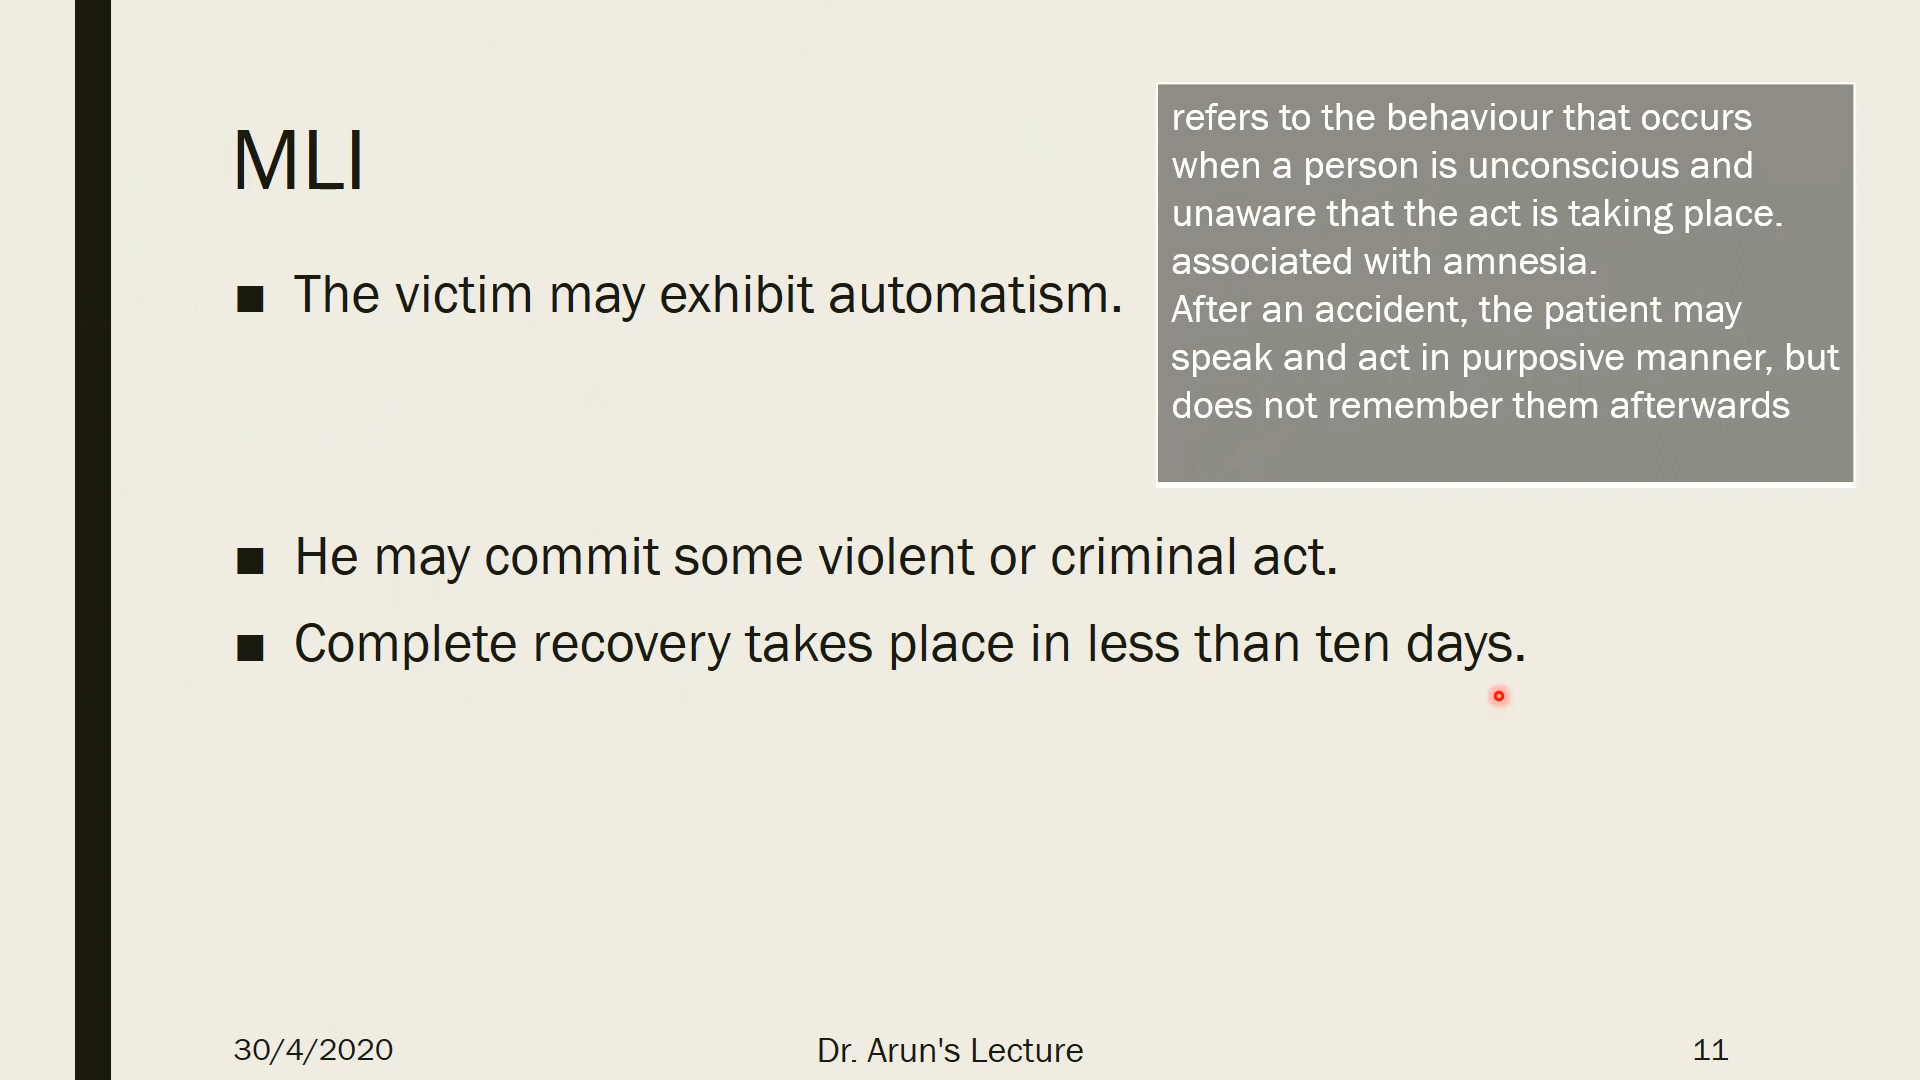 MLI
■ The victim may exhibit automatism.
refers to the behaviour that occurs
when a person is unconscious and
unaware that the act is taking place.
associated with amnesia.
After an accident, the patient may
speak and act in purposive manner, but
does not remember them afterwards
■ He may commit some violent or criminal act.
■ Complete recovery takes place in less than ten days.
30/4/2020
Dr. Arun's Lecture
11